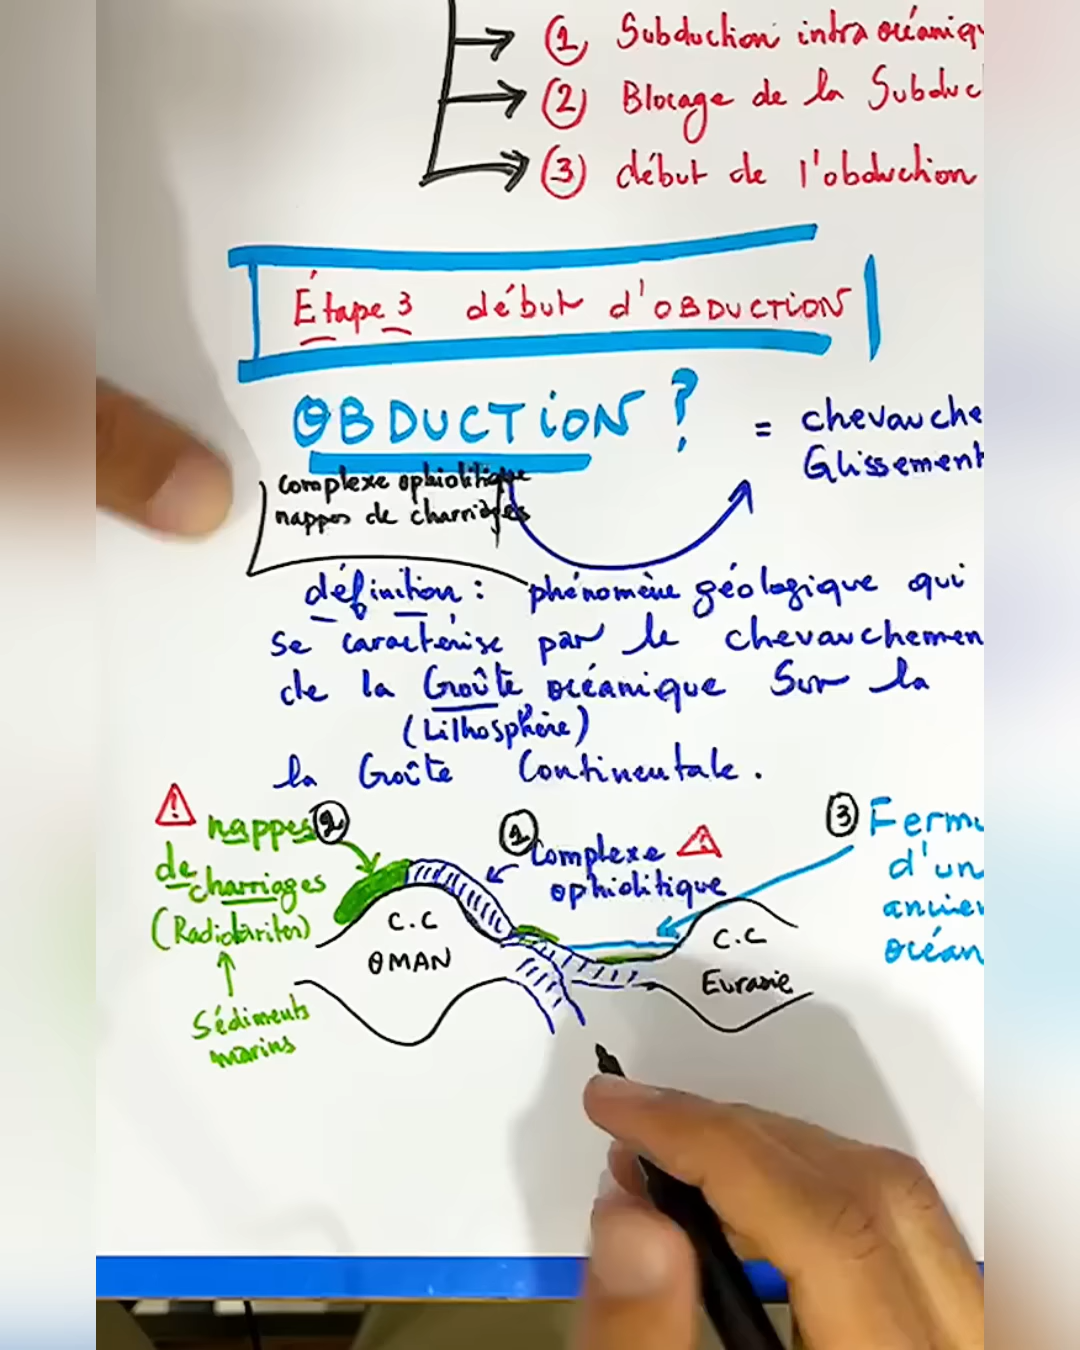 ① Subduction intra océaniq
② Blocage de la Subduc
③ début de l'obduction
Étape 3 début d'OBDUCTION
OBDUCTION ?
= chevauche
Glissement
complexe ophiolitique
nappes de charriages
définition : phénomène géologique qui
se caractérise par le chevauchemen
de la Croûte océanique Sur la
(Lithosphère)
la Croûte Continentale.
⚠ nappes ②
de charriages
(Radiolarites)
Sédiments
marins
① Complexe ⚠
ophiolitique
③ Ferm
d'un
ancien
océan
C.C
OMAN
C.C
Eurasie